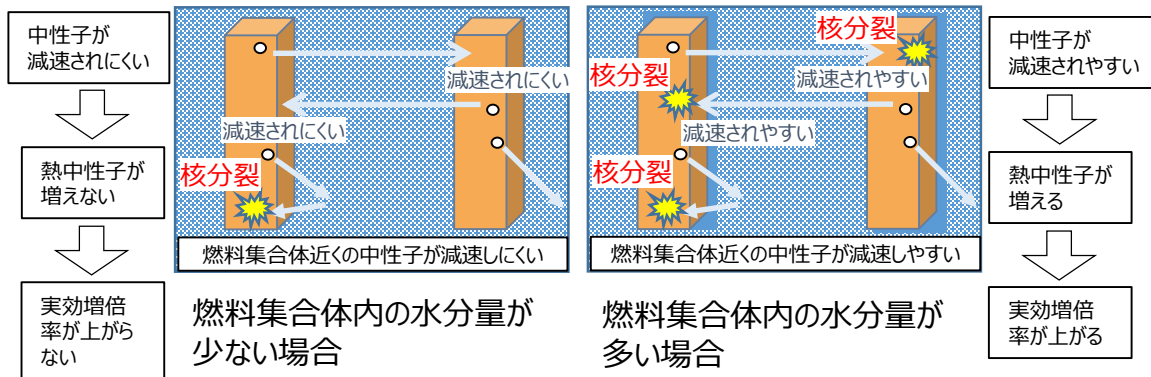 中性子が
減速されにくい
熱中性子が
増えない
実効増倍
率が上がら
ない
減速されにくい
減速されにくい
核分裂
燃料集合体近くの中性子が減速しにくい
燃料集合体内の水分量が
少ない場合
核分裂
核分裂
減速されやすい
減速されやすい
核分裂
燃料集合体近くの中性子が減速しやすい
燃料集合体内の水分量が
多い場合
中性子が
減速されやすい
熱中性子が
増える
実効増倍
率が上がる